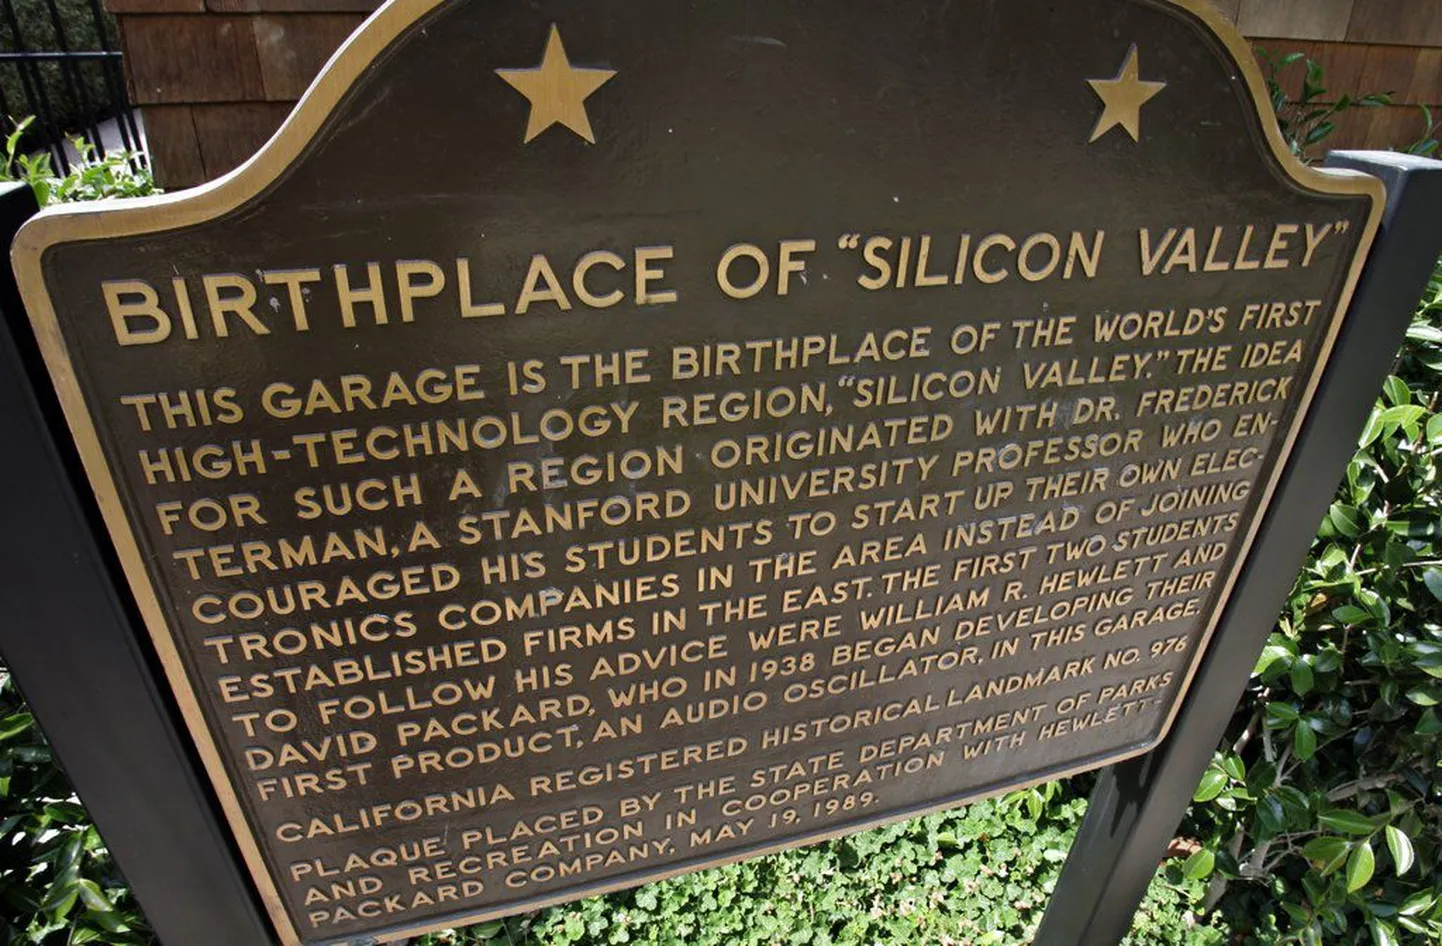 BIRTHPLACE OF "SILICON VALLEY"
THIS GARAGE IS THE BIRTHPLACE OF THE WORLD'S FIRST
HIGH-TECHNOLOGY REGION, "SILICON VALLEY." THE IDEA
FOR SUCH A REGION ORIGINATED WITH DR. FREDERICK
TERMAN, A STANFORD UNIVERSITY PROFESSOR WHO EN-
COURAGED HIS STUDENTS TO START UP THEIR OWN ELEC-
TRONICS COMPANIES IN THE AREA INSTEAD OF JOINING
ESTABLISHED FIRMS IN THE EAST. THE FIRST TWO STUDENTS
TO FOLLOW HIS ADVICE WERE WILLIAM R. HEWLETT AND
DAVID PACKARD, WHO IN 1938 BEGAN DEVELOPING THEIR
FIRST PRODUCT, AN AUDIO OSCILLATOR, IN THIS GARAGE.
CALIFORNIA REGISTERED HISTORICAL LANDMARK NO. 976
PLAQUE PLACED BY THE STATE DEPARTMENT OF PARKS
AND RECREATION IN COOPERATION WITH HEWLETT-
PACKARD COMPANY, MAY 19, 1989.